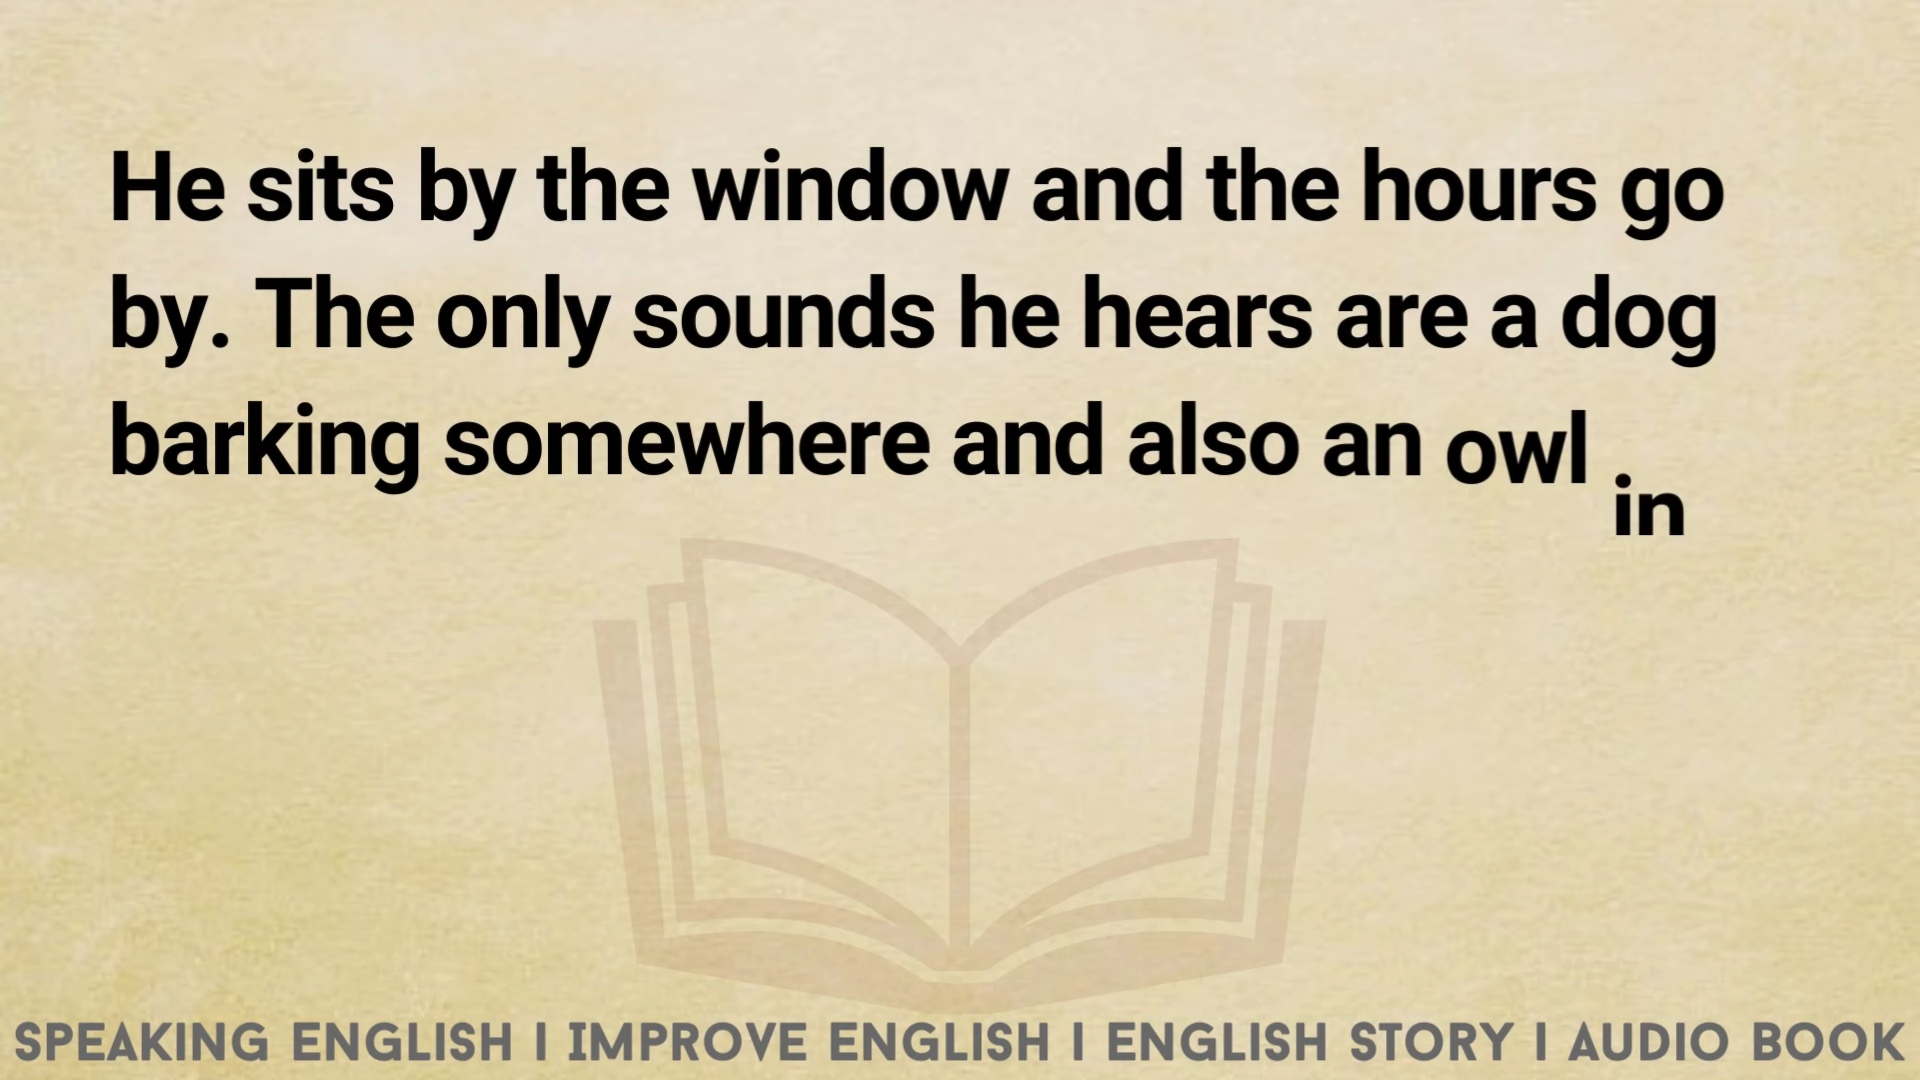 He sits by the window and the hours go
by. The only sounds he hears are a dog
barking somewhere and also an owl in
SPEAKING ENGLISH I IMPROVE ENGLISH I ENGLISH STORY I AUDIO BOOK